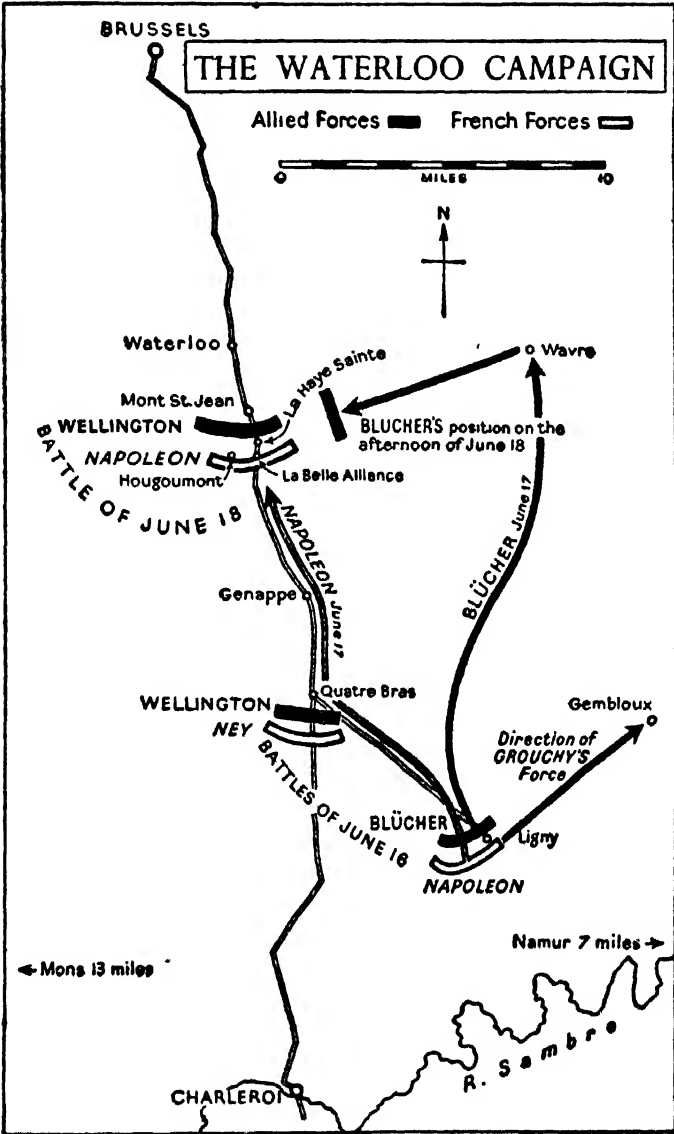 BRUSSELS
THE WATERLOO CAMPAIGN
Allied Forces
French Forces
0
MILES
10
N
Waterloo
La Haye Sainte
Wavre
Mont St. Jean
WELLINGTON
BLUCHER'S position on the
afternoon of June 18
NAPOLEON
Hougoumont
La Belle Alliance
BATTLE OF JUNE 18
NAPOLEON June 17
BLÜCHER June 17
Genappe
Quatre Bras
WELLINGTON
NEY
Gembloux
Direction of
GROUCHY'S
Force
BATTLES OF JUNE 16
BLÜCHER
Ligny
NAPOLEON
Namur 7 miles
Mons 13 miles
R. Sambre
CHARLEROI